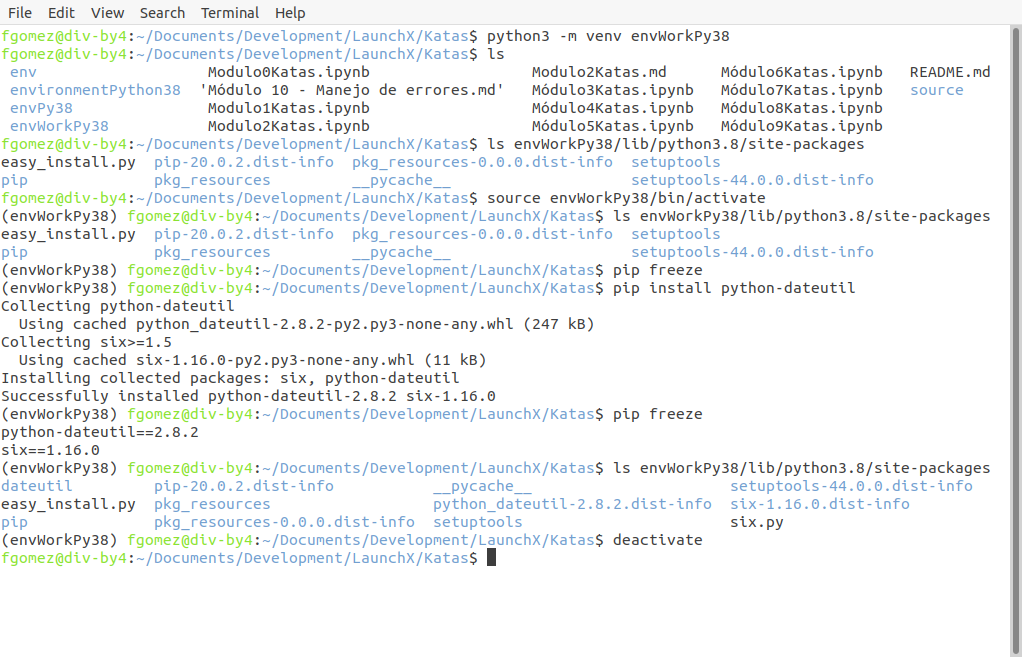 File Edit View Search Terminal Help
fgomez@div-by4:~/Documents/Development/LaunchX/Katas$ python3 -m venv envWorkPy38
fgomez@div-by4:~/Documents/Development/LaunchX/Katas$ ls
env Modulo0Katas.ipynb Modulo2Katas.md Módulo6Katas.ipynb README.md
environmentPython38 'Módulo 10 - Manejo de errores.md' Módulo3Katas.ipynb Módulo7Katas.ipynb source
envPy38 Modulo1Katas.ipynb Módulo4Katas.ipynb Módulo8Katas.ipynb
envWorkPy38 Modulo2Katas.ipynb Módulo5Katas.ipynb Módulo9Katas.ipynb
fgomez@div-by4:~/Documents/Development/LaunchX/Katas$ ls envWorkPy38/lib/python3.8/site-packages
easy_install.py pip-20.0.2.dist-info pkg_resources-0.0.0.dist-info setuptools
pip pkg_resources __pycache__ setuptools-44.0.0.dist-info
fgomez@div-by4:~/Documents/Development/LaunchX/Katas$ source envWorkPy38/bin/activate
(envWorkPy38) fgomez@div-by4:~/Documents/Development/LaunchX/Katas$ ls envWorkPy38/lib/python3.8/site-packages
easy_install.py pip-20.0.2.dist-info pkg_resources-0.0.0.dist-info setuptools
pip pkg_resources __pycache__ setuptools-44.0.0.dist-info
(envWorkPy38) fgomez@div-by4:~/Documents/Development/LaunchX/Katas$ pip freeze
(envWorkPy38) fgomez@div-by4:~/Documents/Development/LaunchX/Katas$ pip install python-dateutil
Collecting python-dateutil
  Using cached python_dateutil-2.8.2-py2.py3-none-any.whl (247 kB)
Collecting six>=1.5
  Using cached six-1.16.0-py2.py3-none-any.whl (11 kB)
Installing collected packages: six, python-dateutil
Successfully installed python-dateutil-2.8.2 six-1.16.0
(envWorkPy38) fgomez@div-by4:~/Documents/Development/LaunchX/Katas$ pip freeze
python-dateutil==2.8.2
six==1.16.0
(envWorkPy38) fgomez@div-by4:~/Documents/Development/LaunchX/Katas$ ls envWorkPy38/lib/python3.8/site-packages
dateutil pip-20.0.2.dist-info __pycache__ setuptools-44.0.0.dist-info
easy_install.py pkg_resources python_dateutil-2.8.2.dist-info six-1.16.0.dist-info
pip pkg_resources-0.0.0.dist-info setuptools six.py
(envWorkPy38) fgomez@div-by4:~/Documents/Development/LaunchX/Katas$ deactivate
fgomez@div-by4:~/Documents/Development/LaunchX/Katas$